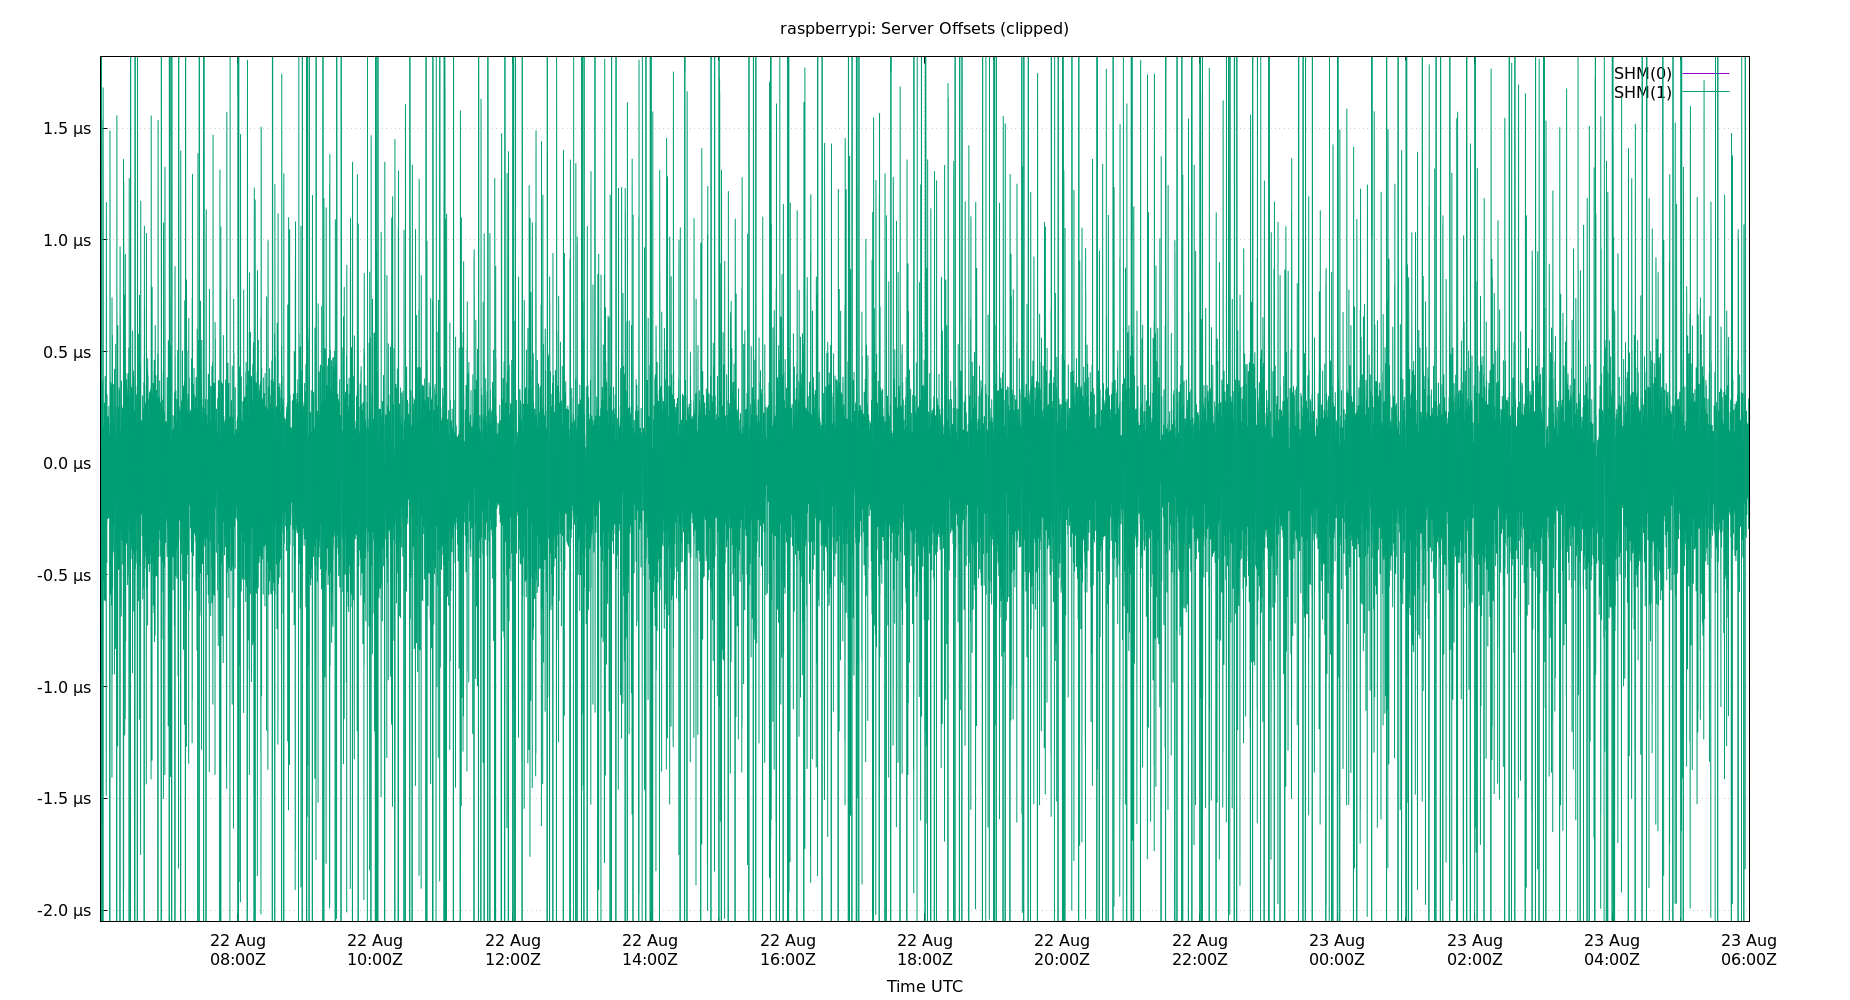 raspberrypi: Server Offsets (clipped)
SHM(0)
SHM(1)
1.5 µs
1.0 µs
0.5 µs
0.0 µs
-0.5 µs
-1.0 µs
-1.5 µs
-2.0 µs
22 Aug 22 Aug 22 Aug 22 Aug 22 Aug 22 Aug 22 Aug 22 Aug 23 Aug 23 Aug 23 Aug 23 Aug
08:00Z 10:00Z 12:00Z 14:00Z 16:00Z 18:00Z 20:00Z 22:00Z 00:00Z 02:00Z 04:00Z 06:00Z
Time UTC